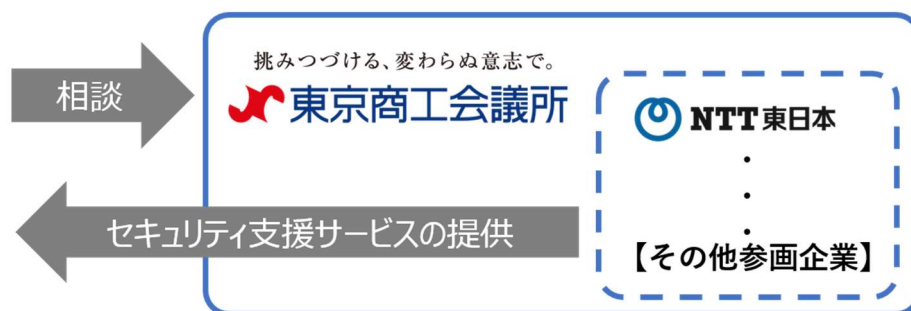 相談
挑みつづける、変わらぬ意志で。
東京商工会議所
NTT東日本
・
・
・
【その他参画企業】
セキュリティ支援サービスの提供